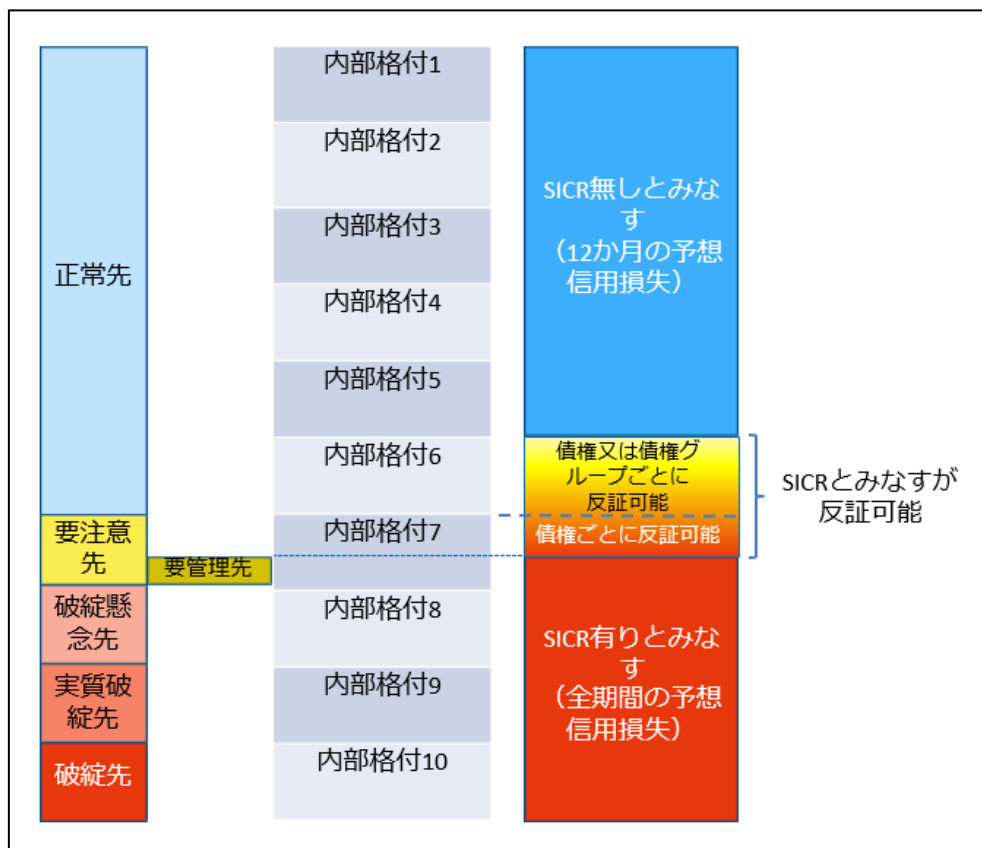 正常先
要注意
先
要管理先
破綻懸
念先
実質破
綻先
破綻先
内部格付1
内部格付2
内部格付3
内部格付4
内部格付5
内部格付6
内部格付7
内部格付8
内部格付9
内部格付10
SICR無しとみな
す
（12か月の予想
信用損失）
債権又は債権グ
ループごとに
反証可能
債権ごとに反証可能
SICR有りとみな
す
（全期間の予想
信用損失）
SICRとみなすが
反証可能